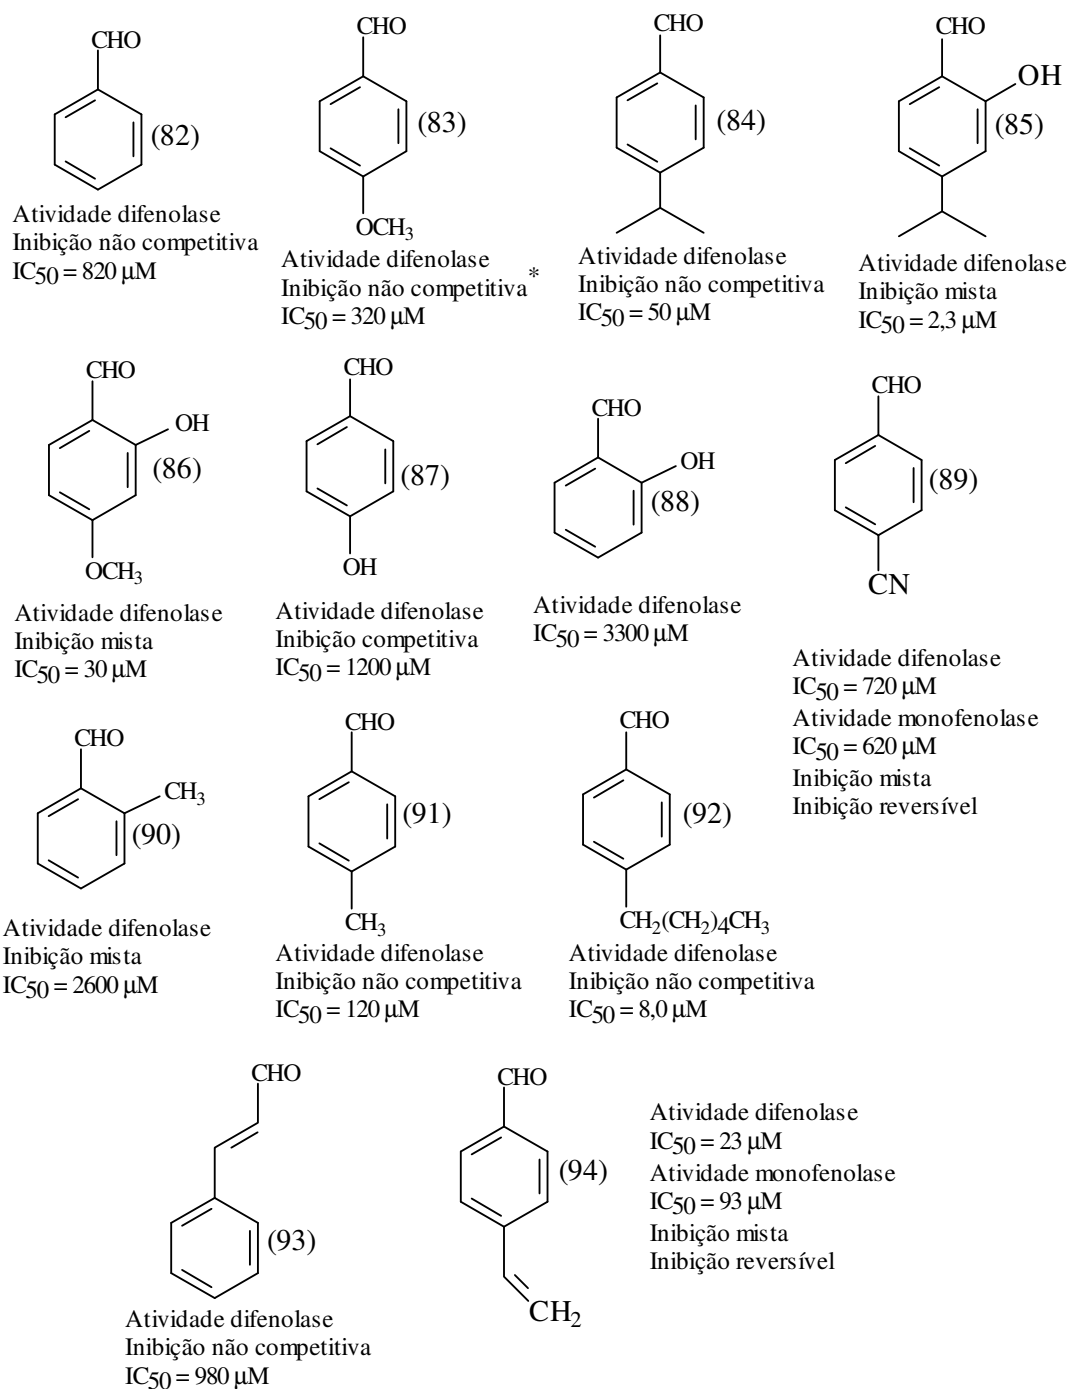 CHO
(82)
Atividade difenolase
Inibição não competitiva
IC50 = 820 µM
CHO
(83)
OCH3
Atividade difenolase
Inibição não competitiva*
IC50 = 320 µM
CHO
(84)
Atividade difenolase
Inibição não competitiva
IC50 = 50 µM
CHO
OH
(85)
Atividade difenolase
Inibição mista
IC50 = 2,3 µM
CHO
OH
(86)
OCH3
Atividade difenolase
Inibição mista
IC50 = 30 µM
CHO
(87)
OH
Atividade difenolase
Inibição competitiva
IC50 = 1200 µM
CHO
OH
(88)
Atividade difenolase
IC50 = 3300 µM
CHO
(89)
CN
Atividade difenolase
IC50 = 720 µM
Atividade monofenolase
IC50 = 620 µM
Inibição mista
Inibição reversível
CHO
CH3
(90)
Atividade difenolase
Inibição mista
IC50 = 2600 µM
CHO
(91)
CH3
Atividade difenolase
Inibição não competitiva
IC50 = 120 µM
CHO
(92)
CH2(CH2)4CH3
Atividade difenolase
Inibição não competitiva
IC50 = 8,0 µM
CHO
(93)
Atividade difenolase
Inibição não competitiva
IC50 = 980 µM
CHO
(94)
CH2
Atividade difenolase
IC50 = 23 µM
Atividade monofenolase
IC50 = 93 µM
Inibição mista
Inibição reversível